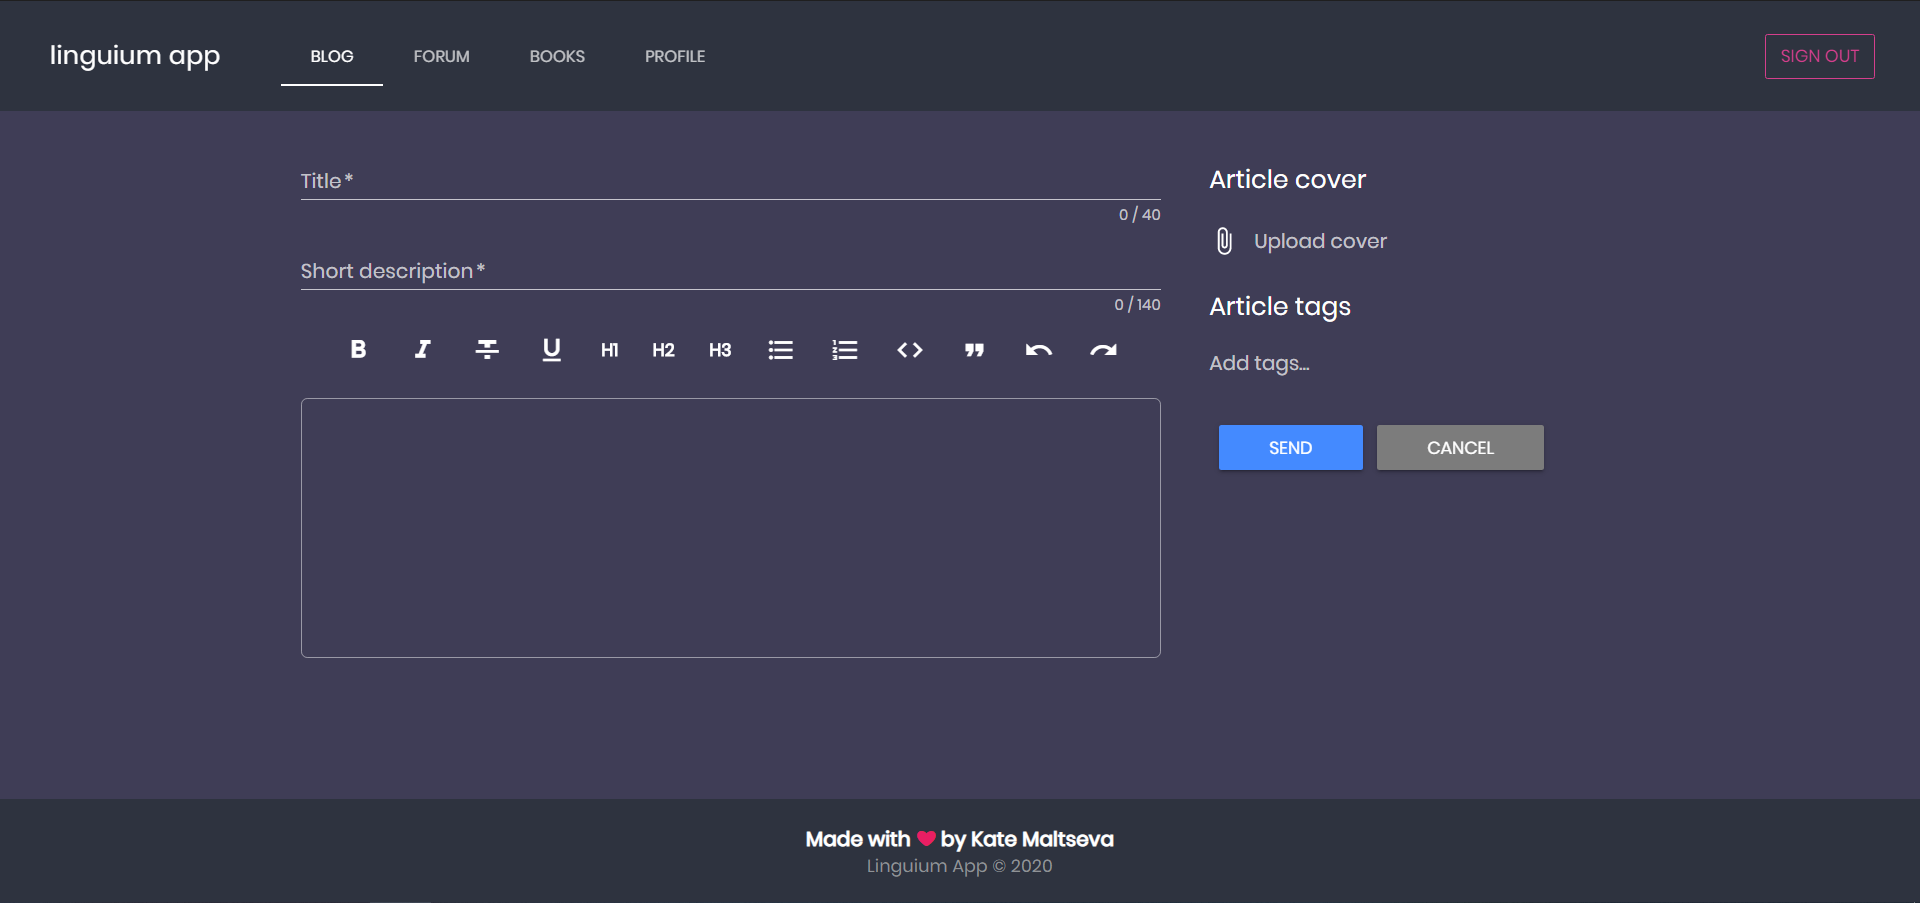 linguium app
BLOG
FORUM
BOOKS
PROFILE
SIGN OUT
Title *
0 / 40
Short description *
0 / 140
B I T U H1 H2 H3
Article cover
Upload cover
Article tags
Add tags...
SEND
CANCEL
Made with ❤ by Kate Maltseva
Linguium App © 2020